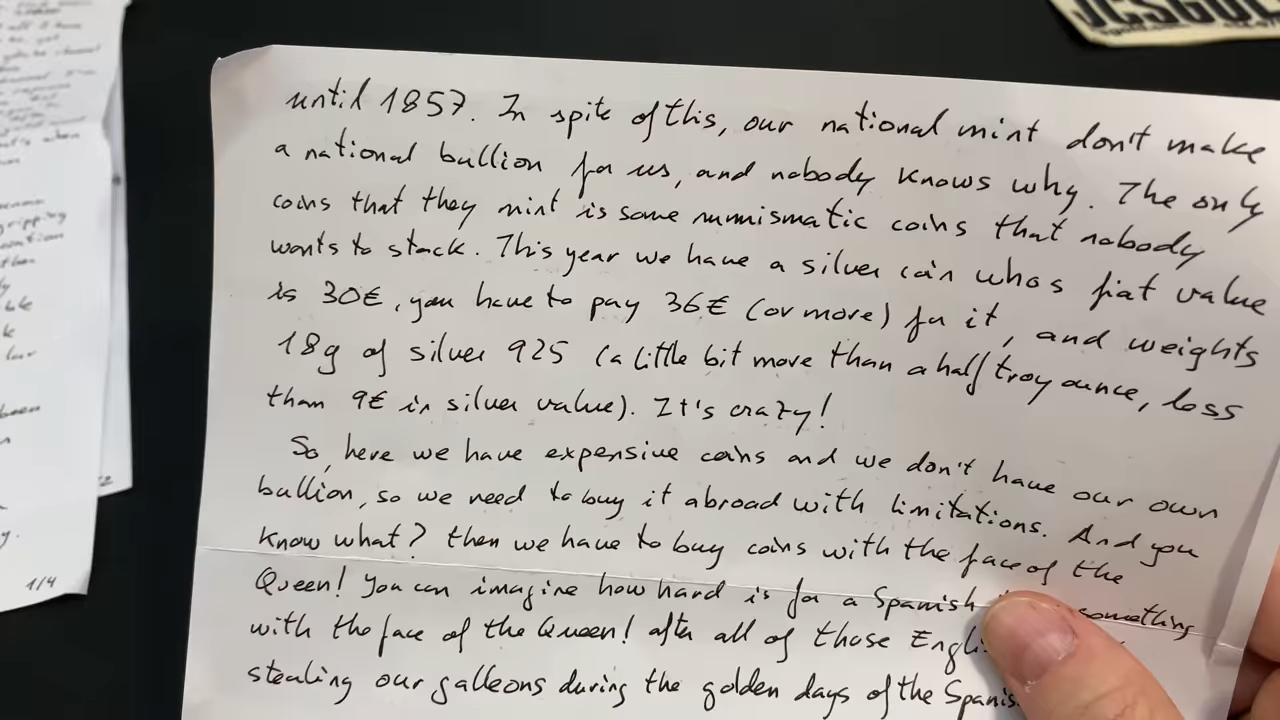 until 1857. In spite of this, our national mint don't make
a national bullion for us, and nobody knows why. The only
coins that they mint is some numismatic coins that nobody
wants to stack. This year we have a silver coin whos fiat value
is 30€, you have to pay 36€ (or more) for it, and weights
18g of silver 925 (a little bit more than a half troy ounce, loss
than 9€ in silver value). It's crazy!
So, here we have expensive coins and we don't have our own
bullion, so we need to buy it abroad with limitations. And you
know what? then we have to buy coins with the face of the
Queen! You can imagine how hard is for a Spanish something
with the face of the Queen! after all of those
stealing our galleons during the golden days of the
1/4